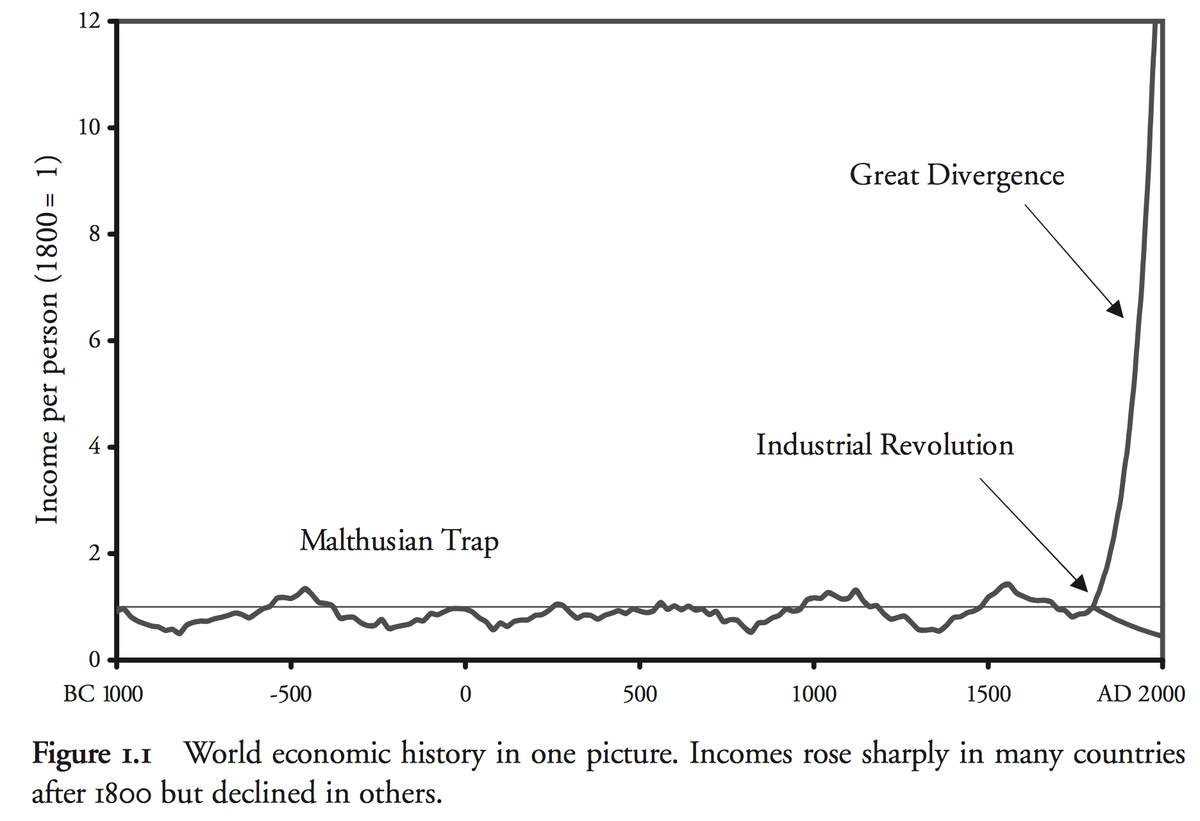 12
10
Great Divergence
8
6
4
Industrial Revolution
Malthusian Trap
2
0
Income per person (1800 = 1)
BC 1000 -500 0 500 1000 1500 AD 2000
Figure 1.1 World economic history in one picture. Incomes rose sharply in many countries
after 1800 but declined in others.